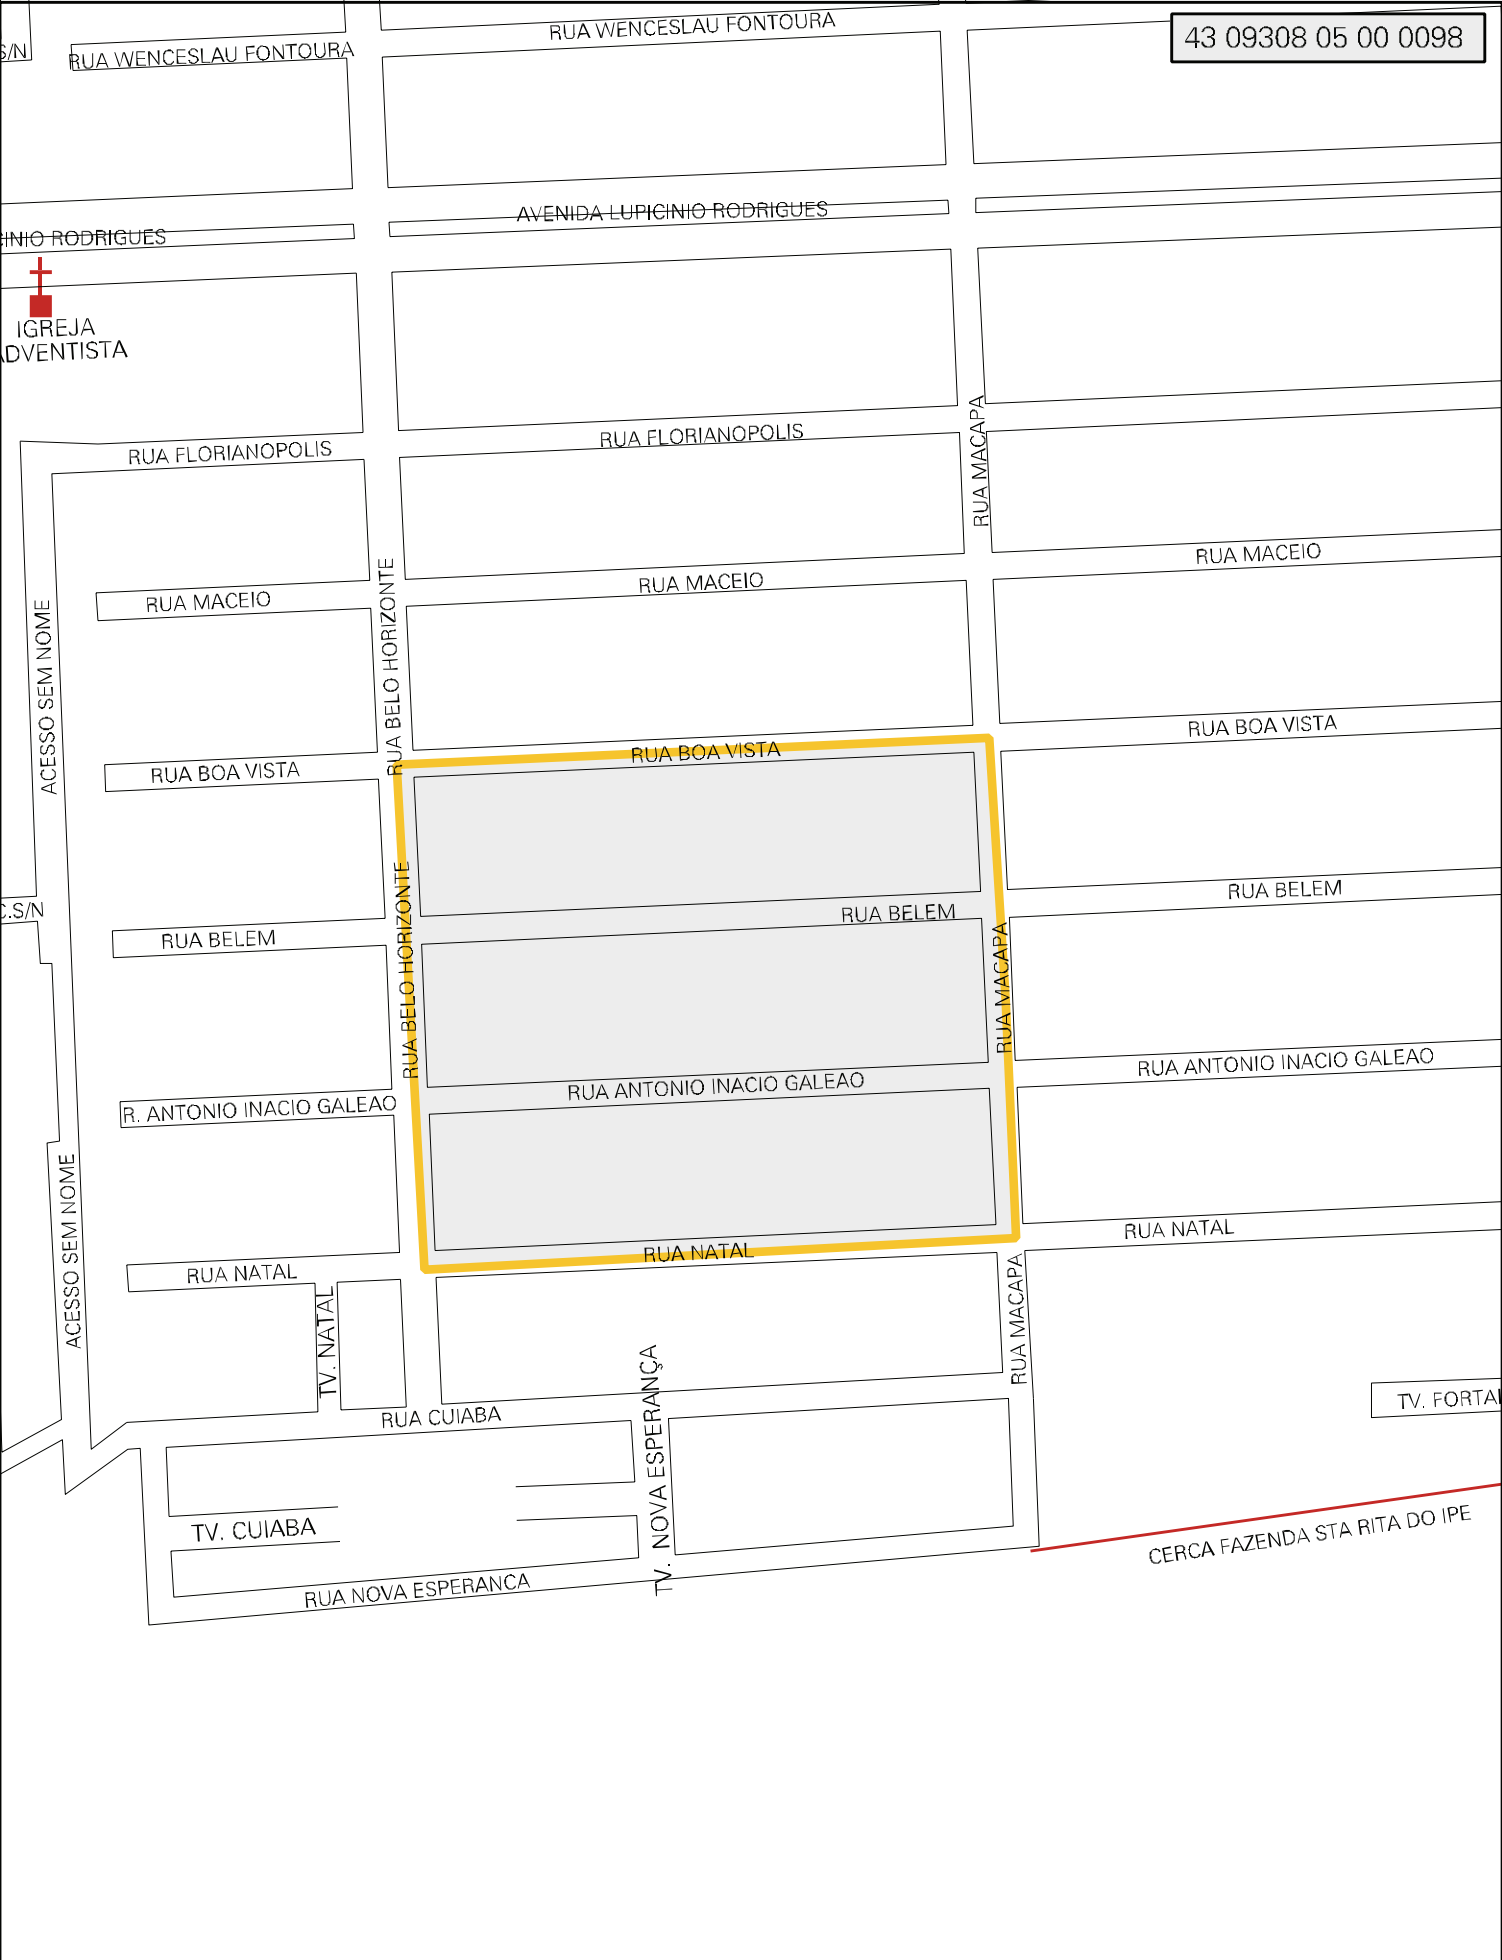 43 09308 05 00 0098
RUA WENCESLAU FONTOURA
S/N
RUA WENCESLAU FONTOURA
AVENIDA LUPICINIO RODRIGUES
INIO RODRIGUES
IGREJA
ADVENTISTA
RUA MACAPA
RUA FLORIANOPOLIS
RUA FLORIANOPOLIS
RUA MACEIO
RUA MACEIO
RUA MACEIO
RUA BELO HORIZONTE
ACESSO SEM NOME
RUA BOA VISTA
RUA BOA VISTA
RUA BOA VISTA
RUA BELO HORIZONTE
RUA BELEM
C.S/N
RUA BELEM
RUA BELEM
RUA MACAPA
RUA ANTONIO INACIO GALEAO
RUA ANTONIO INACIO GALEAO
R. ANTONIO INACIO GALEAO
ACESSO SEM NOME
RUA NATAL
RUA NATAL
RUA NATAL
TV. NATAL
RUA MACAPA
TV. NOVA ESPERANÇA
TV. FORTA
RUA CUIABA
TV. CUIABA
CERCA FAZENDA STA RITA DO IPE
RUA NOVA ESPERANCA